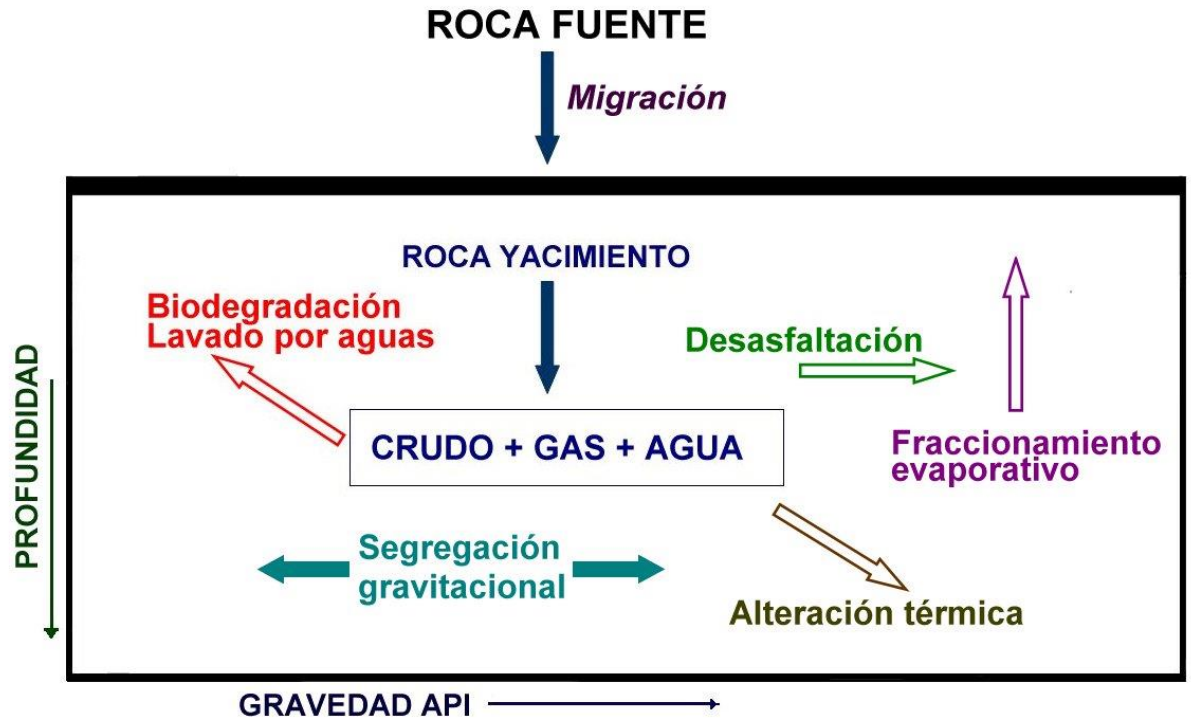 ROCA FUENTE
Migración
ROCA YACIMIENTO
Biodegradación
Lavado por aguas
Desasfaltación
PROFUNDIDAD
CRUDO + GAS + AGUA
Fraccionamiento
evaporativo
Segregación
gravitacional
Alteración térmica
GRAVEDAD API